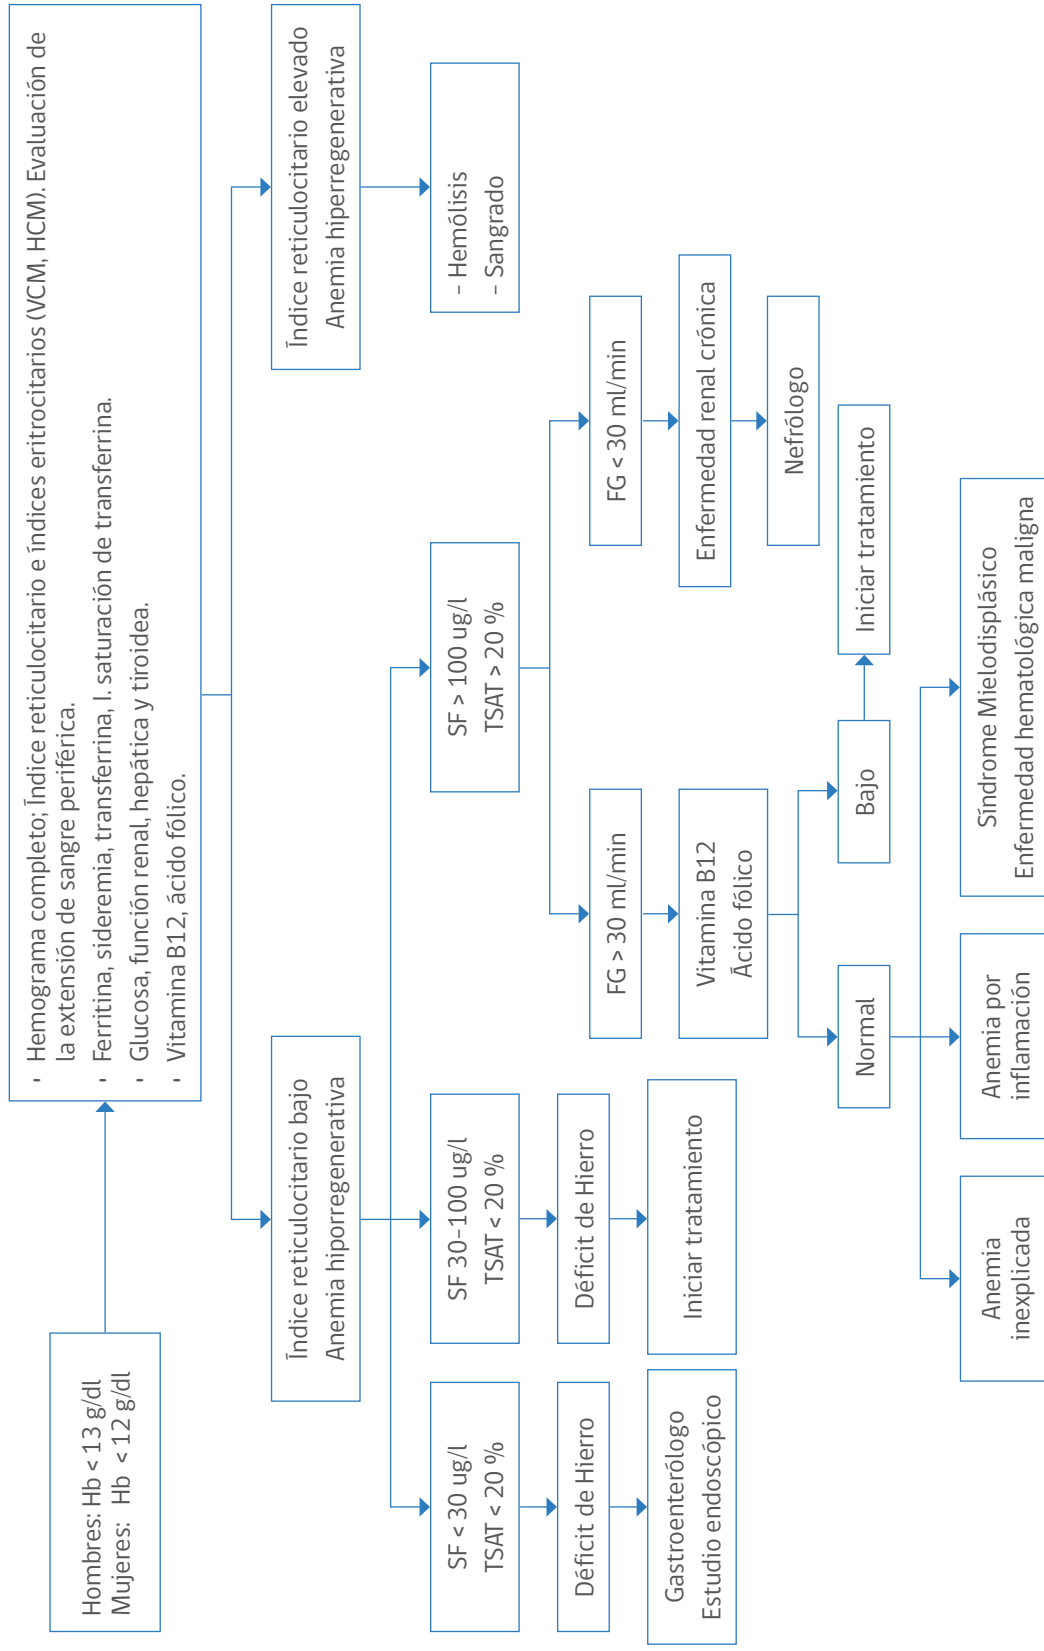 Hombres: Hb < 13 g/dl
Mujeres: Hb < 12 g/dl
· Hemograma completo; Índice reticulocitario e índices eritrocitarios (VCM, HCM). Evaluación de
la extensión de sangre periférica.
· Ferritina, sideremia, transferrina, I. saturación de transferrina.
· Glucosa, función renal, hepática y tiroidea.
· Vitamina B12, ácido fólico.
Índice reticulocitario bajo
Anemia hiporregenerativa
Índice reticulocitario elevado
Anemia hiperregenerativa
SF < 30 ug/l
TSAT < 20 %
SF 30-100 ug/l
TSAT < 20 %
SF > 100 ug/l
TSAT > 20 %
- Hemólisis
- Sangrado
Déficit de Hierro
Déficit de Hierro
FG > 30 ml/min
FG < 30 ml/min
Gastroenterólogo
Estudio endoscópico
Iniciar tratamiento
Vitamina B12
Ácido fólico
Enfermedad renal crónica
Nefrólogo
Normal
Bajo
Iniciar tratamiento
Anemia
inexplicada
Anemia por
inflamación
Síndrome Mielodisplásico
Enfermedad hematológica maligna